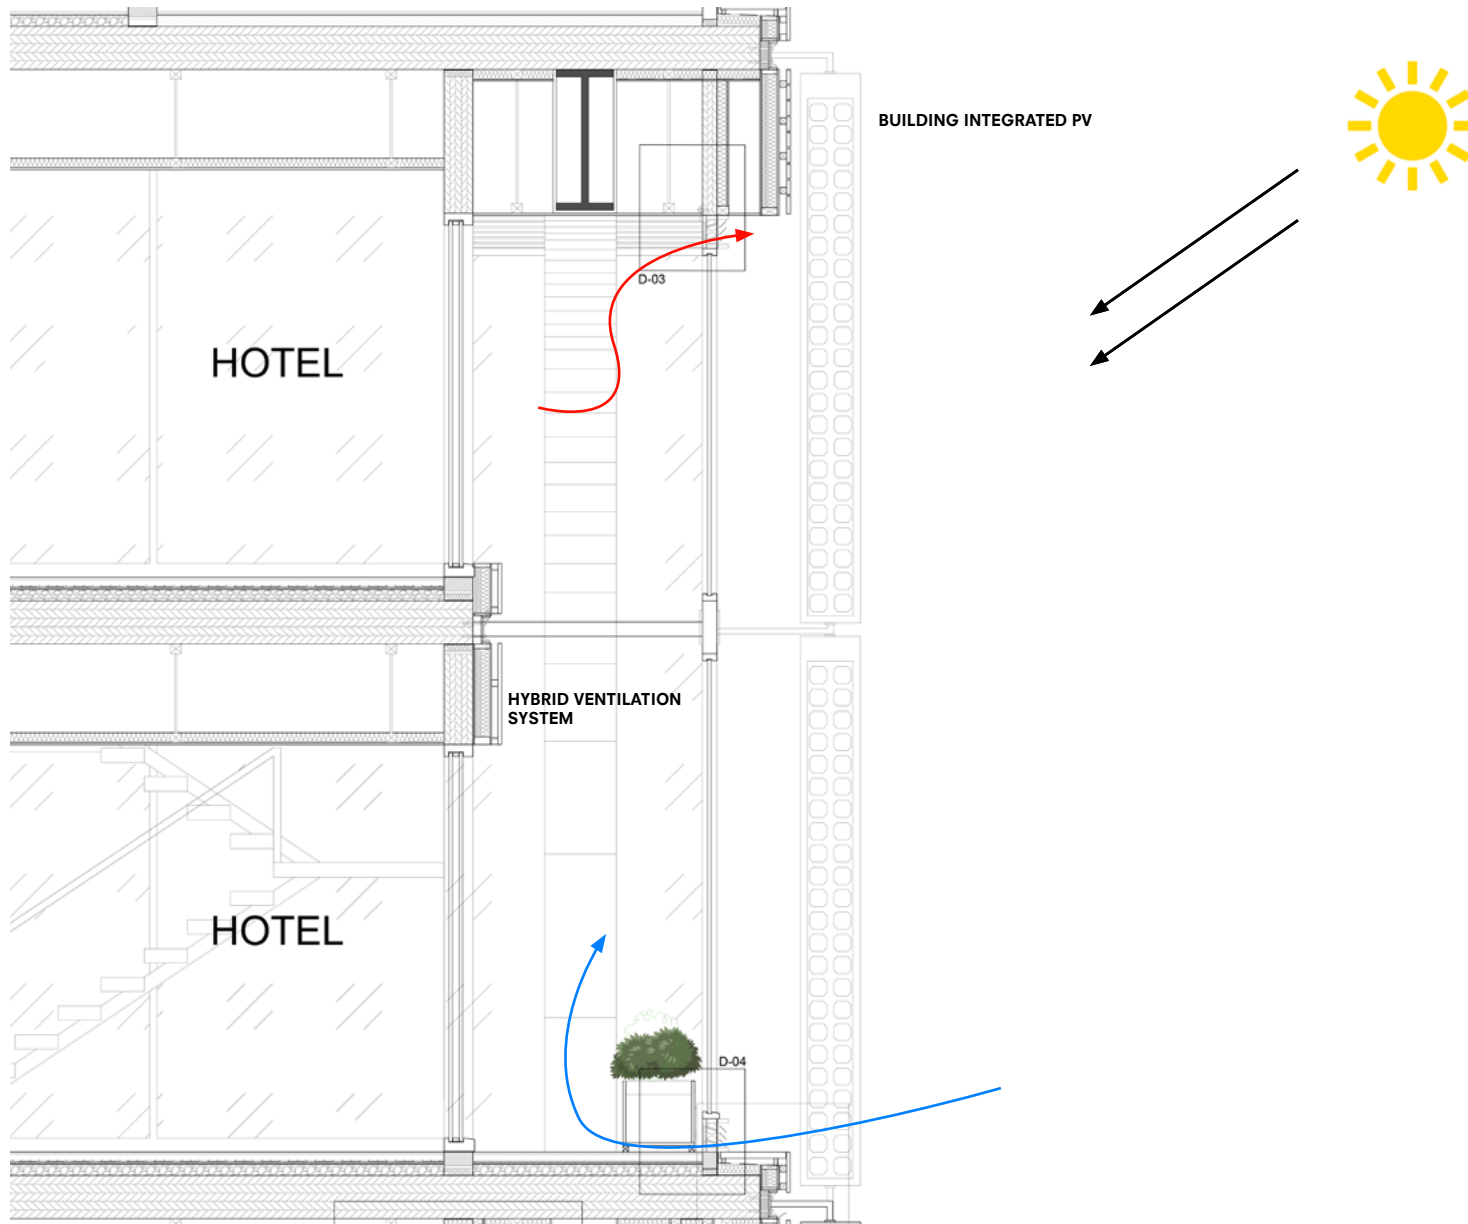 BUILDING INTEGRATED PV
D-03
HOTEL
HYBRID VENTILATION
SYSTEM
HOTEL
D-04